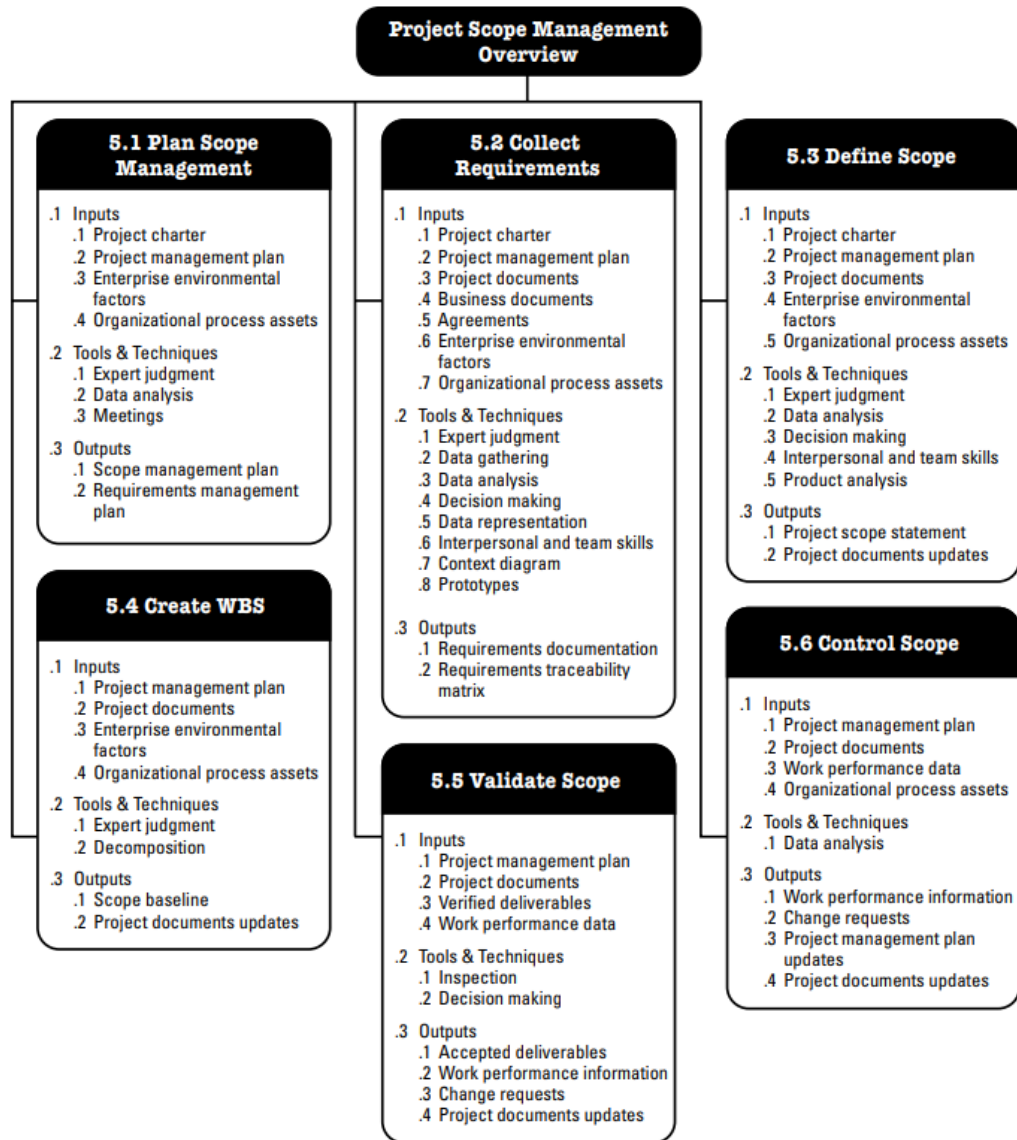 Project Scope Management
Overview
5.1 Plan Scope
Management
.1 Inputs
.1 Project charter
.2 Project management plan
.3 Enterprise environmental
factors
.4 Organizational process assets
.2 Tools & Techniques
.1 Expert judgment
.2 Data analysis
.3 Meetings
.3 Outputs
.1 Scope management plan
.2 Requirements management
plan
5.2 Collect
Requirements
.1 Inputs
.1 Project charter
.2 Project management plan
.3 Project documents
.4 Business documents
.5 Agreements
.6 Enterprise environmental
factors
.7 Organizational process assets
.2 Tools & Techniques
.1 Expert judgment
.2 Data gathering
.3 Data analysis
.4 Decision making
.5 Data representation
.6 Interpersonal and team skills
.7 Context diagram
.8 Prototypes
.3 Outputs
.1 Requirements documentation
.2 Requirements traceability
matrix
5.3 Define Scope
.1 Inputs
.1 Project charter
.2 Project management plan
.3 Project documents
.4 Enterprise environmental
factors
.5 Organizational process assets
.2 Tools & Techniques
.1 Expert judgment
.2 Data analysis
.3 Decision making
.4 Interpersonal and team skills
.5 Product analysis
.3 Outputs
.1 Project scope statement
.2 Project documents updates
5.4 Create WBS
.1 Inputs
.1 Project management plan
.2 Project documents
.3 Enterprise environmental
factors
.4 Organizational process assets
.2 Tools & Techniques
.1 Expert judgment
.2 Decomposition
.3 Outputs
.1 Scope baseline
.2 Project documents updates
5.5 Validate Scope
.1 Inputs
.1 Project management plan
.2 Project documents
.3 Verified deliverables
.4 Work performance data
.2 Tools & Techniques
.1 Inspection
.2 Decision making
.3 Outputs
.1 Accepted deliverables
.2 Work performance information
.3 Change requests
.4 Project documents updates
5.6 Control Scope
.1 Inputs
.1 Project management plan
.2 Project documents
.3 Work performance data
.4 Organizational process assets
.2 Tools & Techniques
.1 Data analysis
.3 Outputs
.1 Work performance information
.2 Change requests
.3 Project management plan
updates
.4 Project documents updates